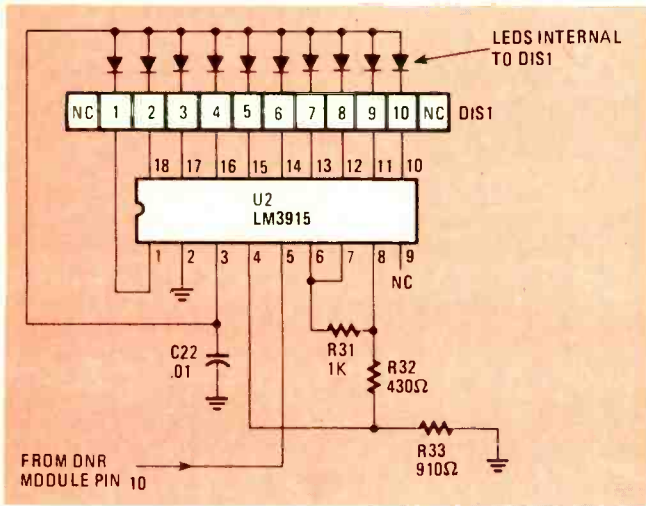 LEDS INTERNAL
TO DIS1
NC 1 2 3 4 5 6 7 8 9 10 NC DIS1
18 17 16 15 14 13 12 11 10
U2
LM3915
1 2 3 4 5 6 7 8 9
NC
C22
.01
R31
1K
R32
430Ω
R33
910Ω
FROM DNR
MODULE PIN 10